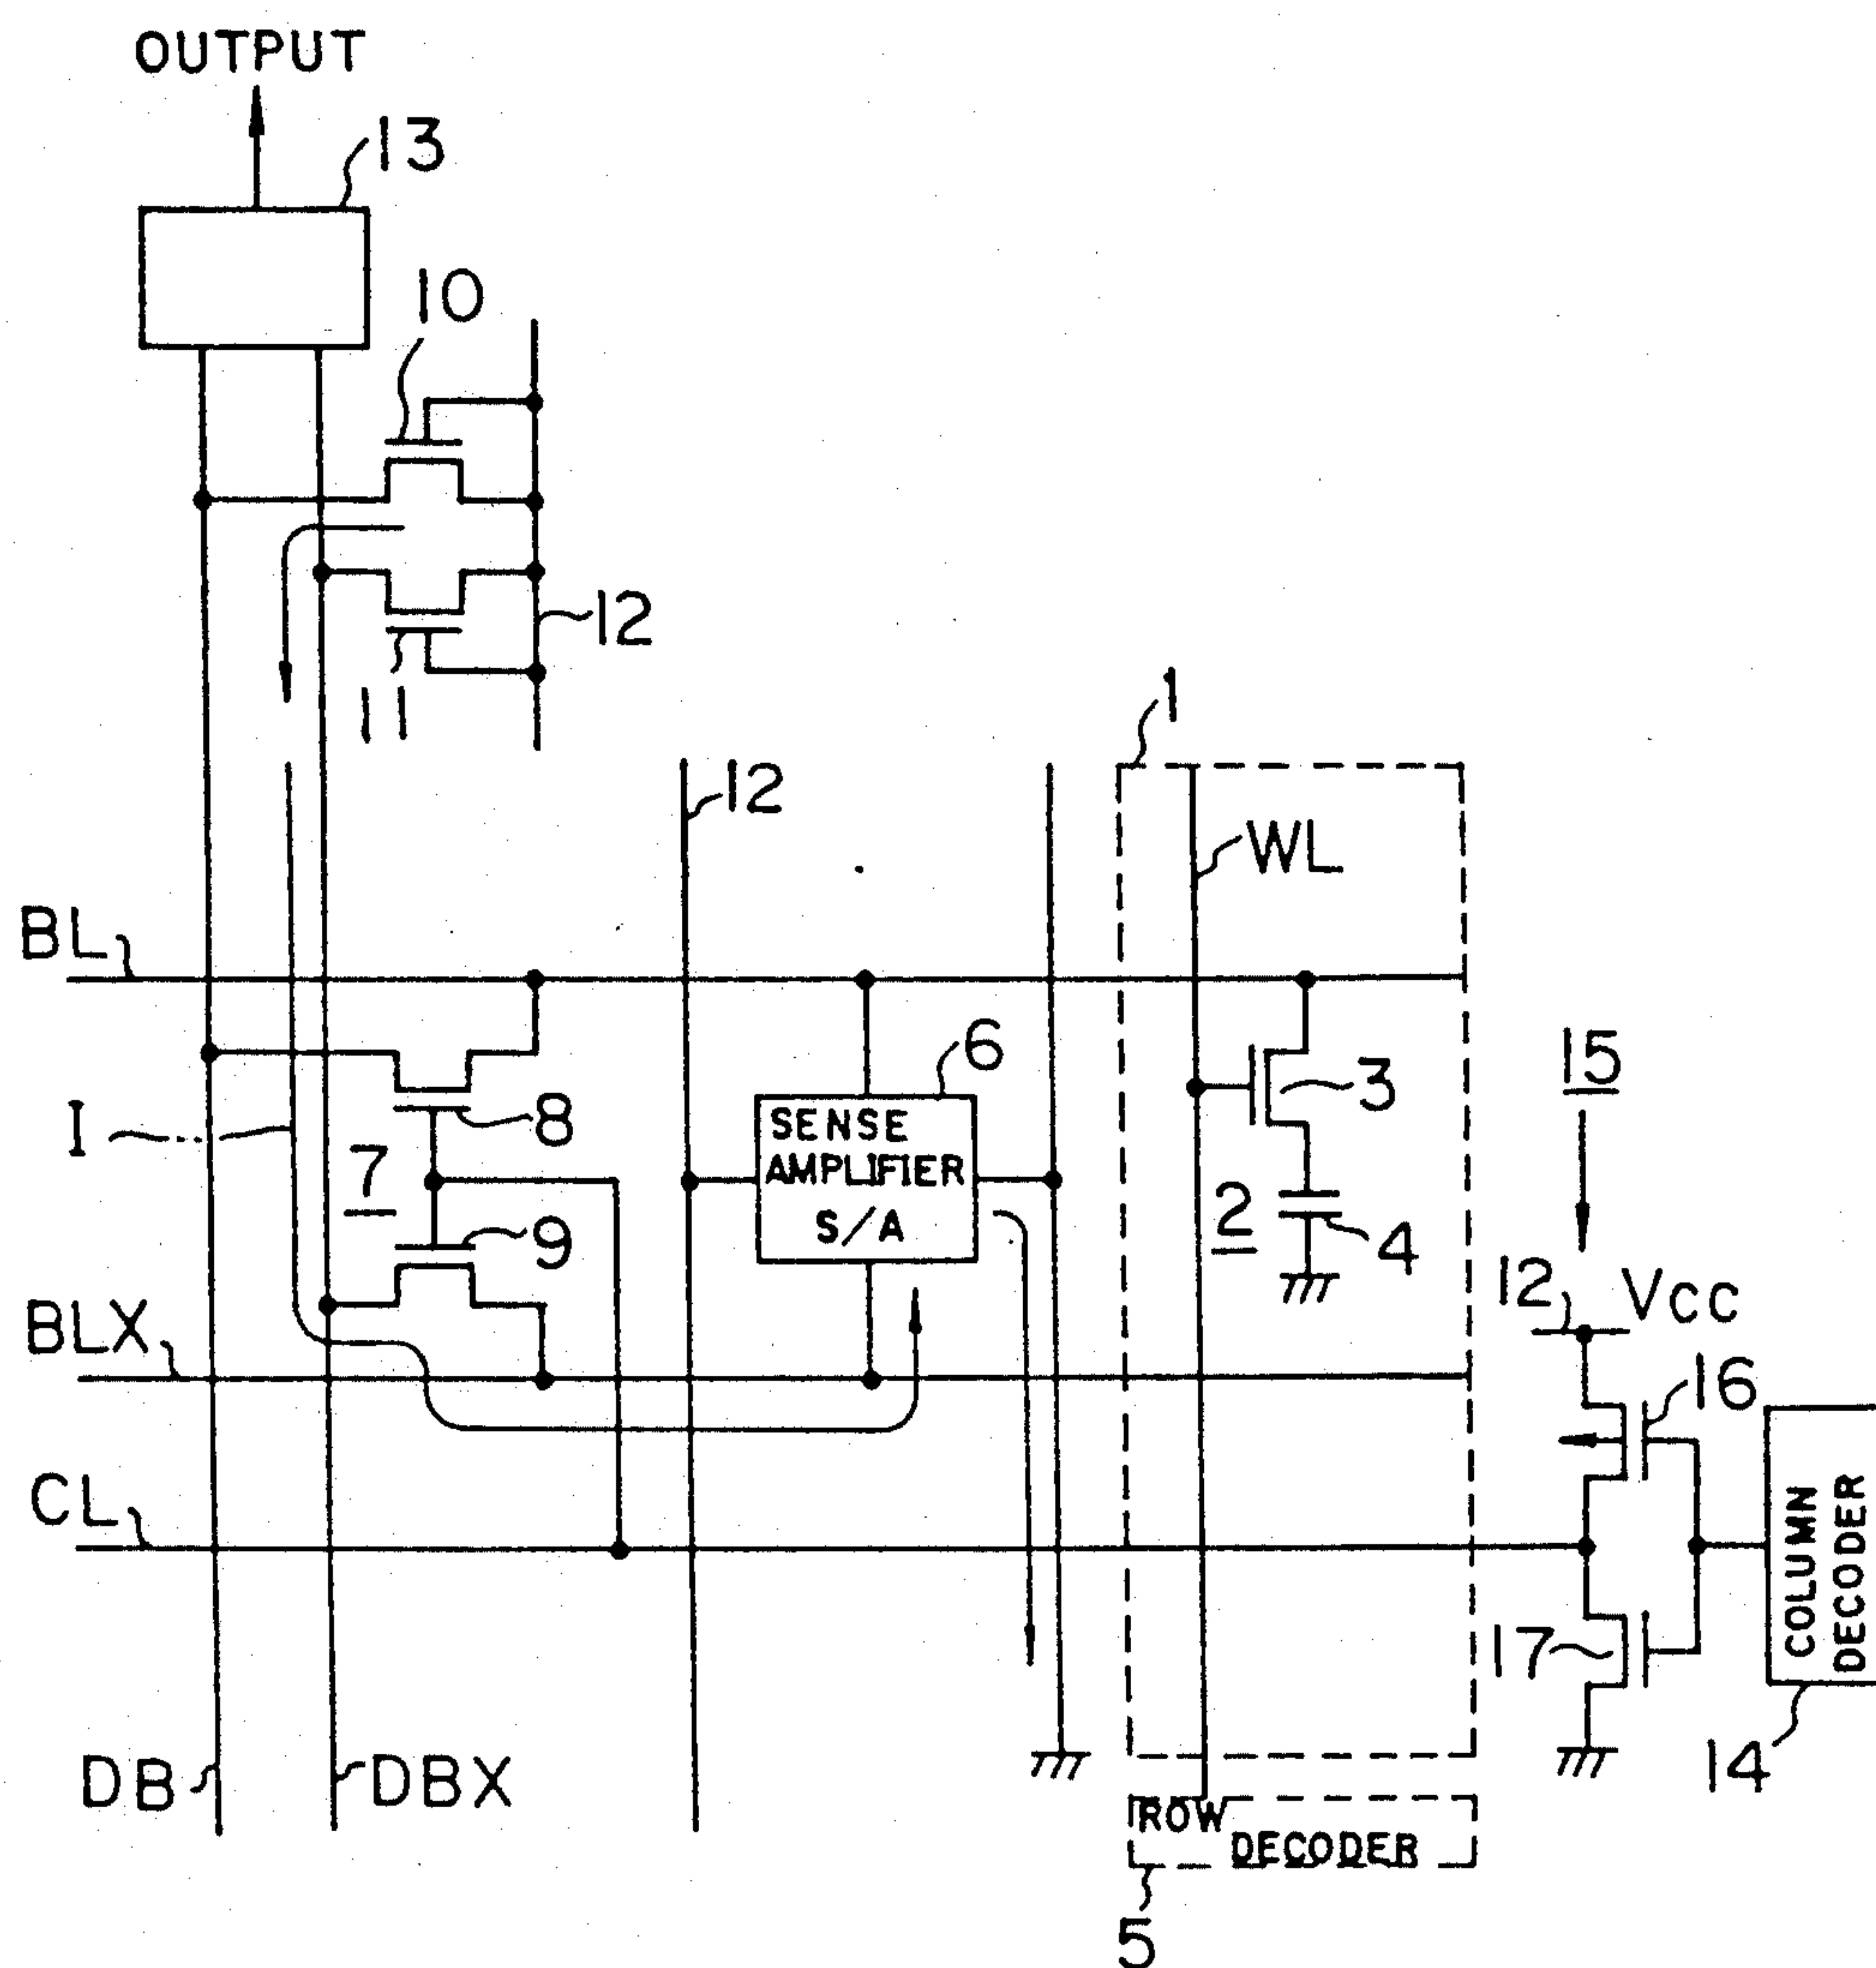 OUTPUT
13
10
12
11
1
12
WL
BL
6
15
3
I
8
SENSE
AMPLIFIER
S/A
7
2
9
4
12
Vcc
BLX
16
CL
COLUMN
DECODER
17
DB
DBX
14
ROW
DECODER
5